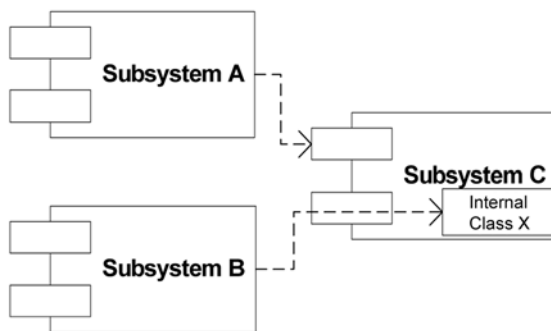 Subsystem A
Subsystem C
Internal
Class X
Subsystem B